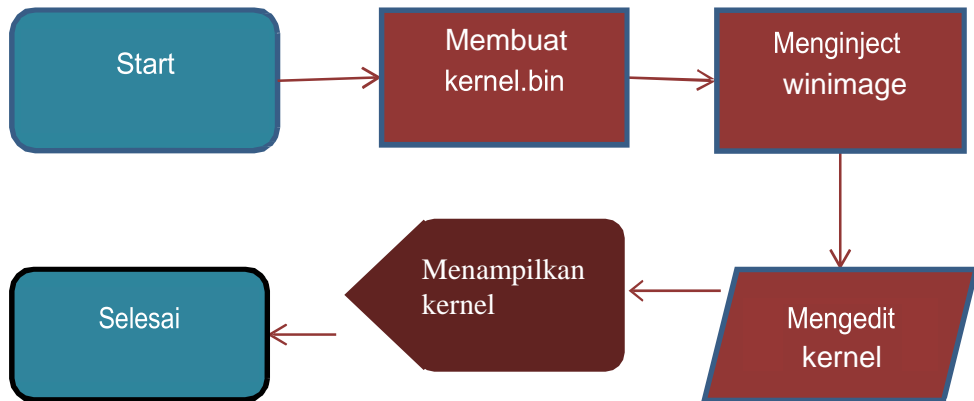 Start
Membuat
kernel.bin
Menginject
winimage
Mengedit
kernel
Menampilkan
kernel
Selesai